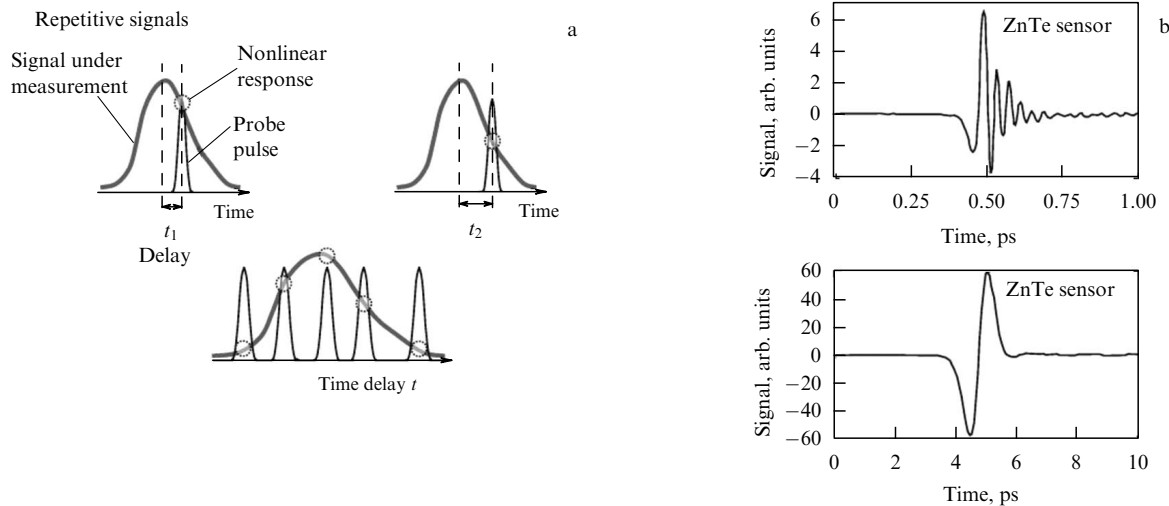 Repetitive signals
a
Signal under
measurement
Nonlinear
response
Probe
pulse
Time
t1
Delay
Time
t2
Time delay t
b
ZnTe sensor
Signal, arb. units
6
4
2
0
−2
−4
0
0.25
0.50
0.75
1.00
Time, ps
ZnTe sensor
Signal, arb. units
60
40
20
0
−20
−40
−60
0
2
4
6
8
10
Time, ps